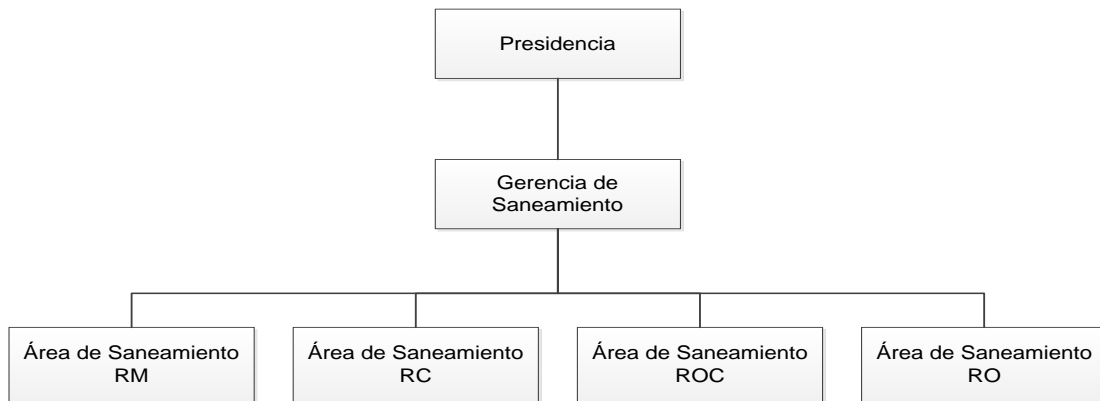 Presidencia
Gerencia de
Saneamiento
Área de Saneamiento
RM
Área de Saneamiento
RC
Área de Saneamiento
ROC
Área de Saneamiento
RO